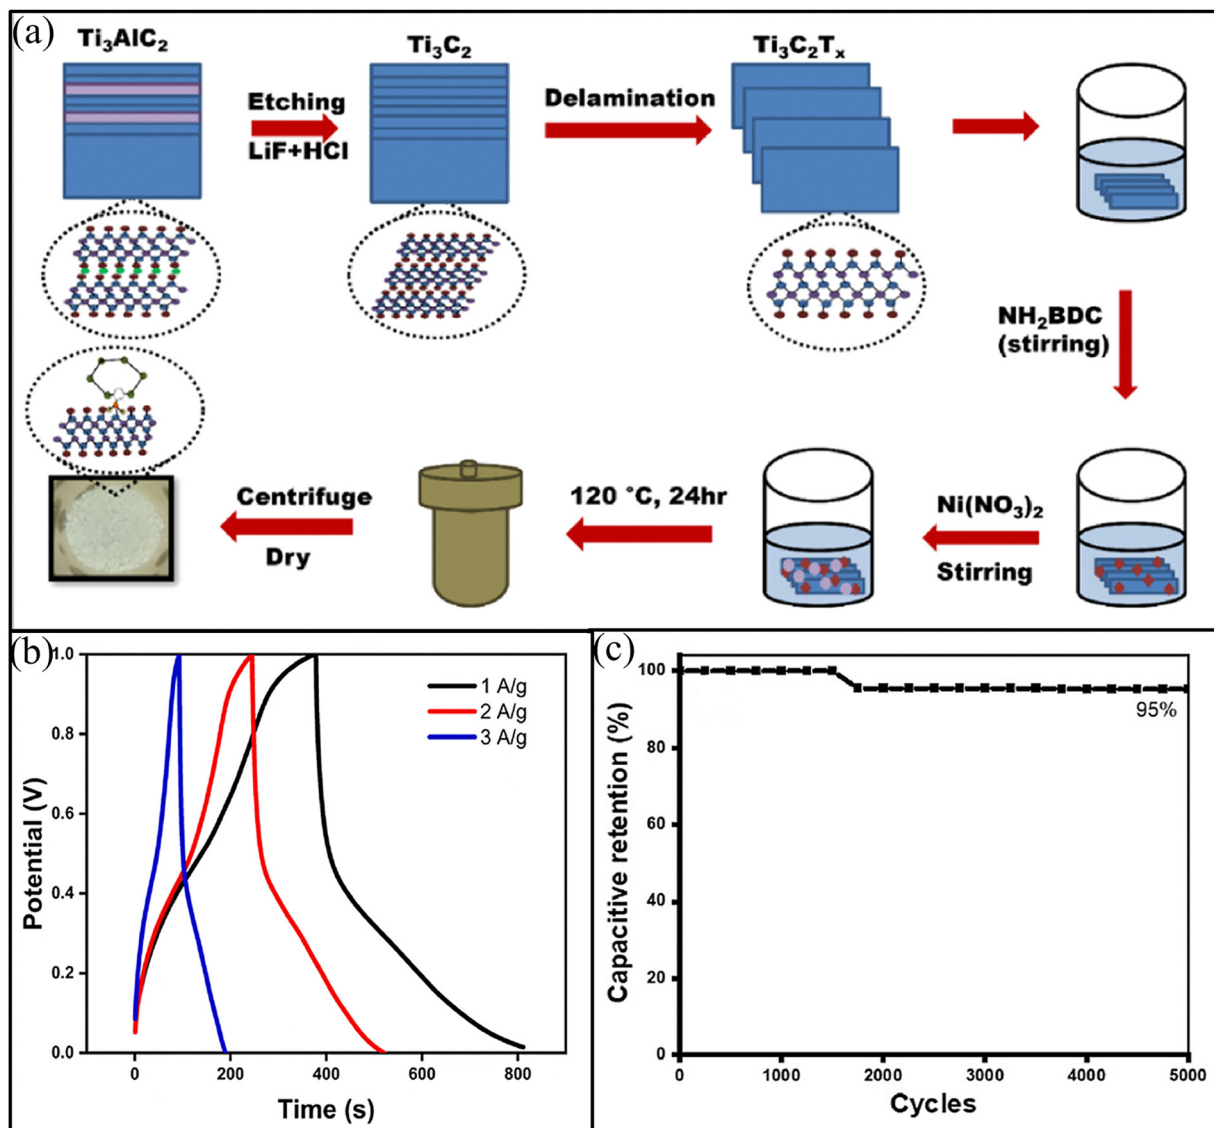 (a)
Ti₃AlC₂
Ti₃C₂
Ti₃C₂Tₓ
Etching
LiF+HCl
Delamination
NH₂BDC
(stirring)
Centrifuge
Dry
120 °C, 24hr
Ni(NO₃)₂
Stirring
(b)
1.0
0.8
0.6
0.4
0.2
0.0
Potential (V)
1 A/g
2 A/g
3 A/g
0
200
400
600
800
Time (s)
(c)
100
80
60
40
20
0
Capacitive retention (%)
95%
0
1000
2000
3000
4000
5000
Cycles